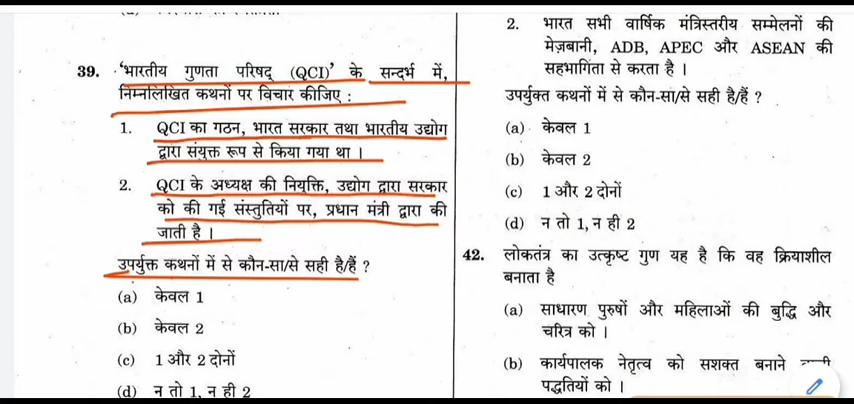 39. 'भारतीय गुणता परिषद् (QCI)' के सन्दर्भ में,
निम्नलिखित कथनों पर विचार कीजिए :
1. QCI का गठन, भारत सरकार तथा भारतीय उद्योग
द्वारा संयुक्त रूप से किया गया था ।
2. QCI के अध्यक्ष की नियुक्ति, उद्योग द्वारा सरकार
को की गई संस्तुतियों पर, प्रधान मंत्री द्वारा की
जाती है ।
उपर्युक्त कथनों में से कौन-सा/से सही है/हैं ?
(a) केवल 1
(b) केवल 2
(c) 1 और 2 दोनों
(d) न तो 1, न ही 2
2. भारत सभी वार्षिक मंत्रिस्तरीय सम्मेलनों की
मेज़बानी, ADB, APEC और ASEAN की
सहभागिता से करता है ।
उपर्युक्त कथनों में से कौन-सा/से सही है/हैं ?
(a) केवल 1
(b) केवल 2
(c) 1 और 2 दोनों
(d) न तो 1, न ही 2
42. लोकतंत्र का उत्कृष्ट गुण यह है कि वह क्रियाशील
बनाता है
(a) साधारण पुरुषों और महिलाओं की बुद्धि और
चरित्र को ।
(b) कार्यपालक नेतृत्व को सशक्त बनाने
पद्धतियों को ।